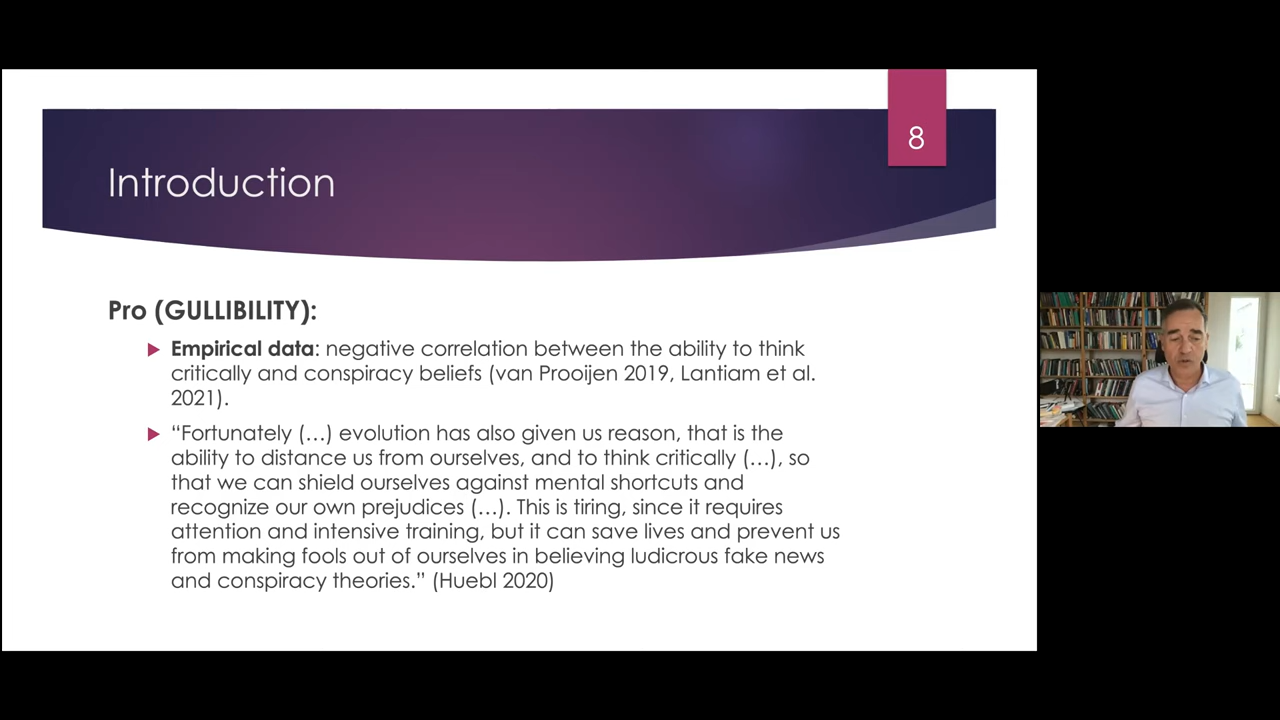 8
Introduction
Pro (GULLIBILITY):
Empirical data: negative correlation between the ability to think
critically and conspiracy beliefs (van Prooijen 2019, Lantiam et al.
2021).
“Fortunately (…) evolution has also given us reason, that is the
ability to distance us from ourselves, and to think critically (…), so
that we can shield ourselves against mental shortcuts and
recognize our own prejudices (…). This is tiring, since it requires
attention and intensive training, but it can save lives and prevent us
from making fools out of ourselves in believing ludicrous fake news
and conspiracy theories.” (Huebl 2020)